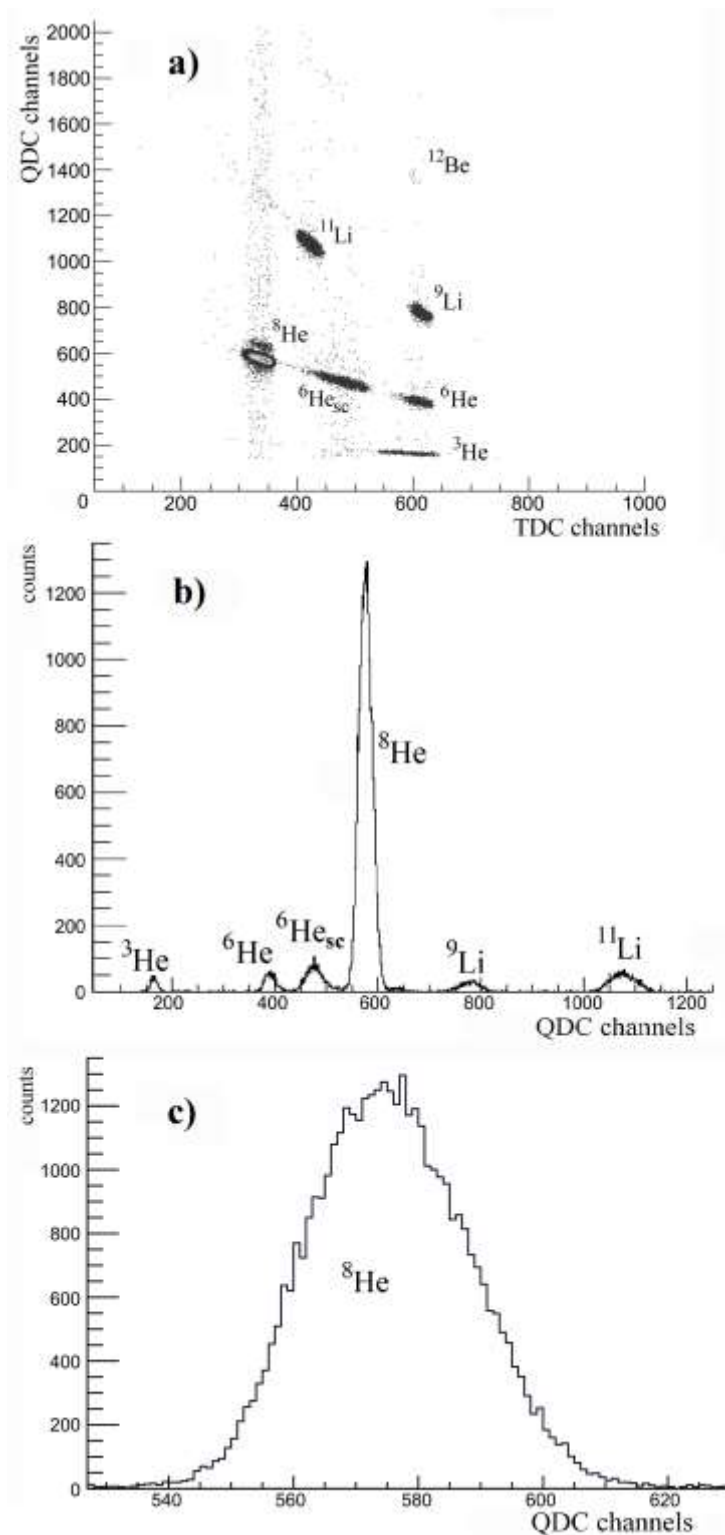 a)
QDC channels
2000
1800
1600
1400
1200
1000
800
600
400
200
0
¹²Be
¹¹Li
⁹Li
⁸He
⁶He_sc
⁶He
³He
200 400 600 800 1000
TDC channels
b)
counts
1200
1000
800
600
400
200
0
⁸He
³He ⁶He ⁶He_sc ⁹Li ¹¹Li
200 400 600 800 1000 1200
QDC channels
c)
counts
1200
1000
800
600
400
200
0
⁸He
540 560 580 600 620
QDC channels